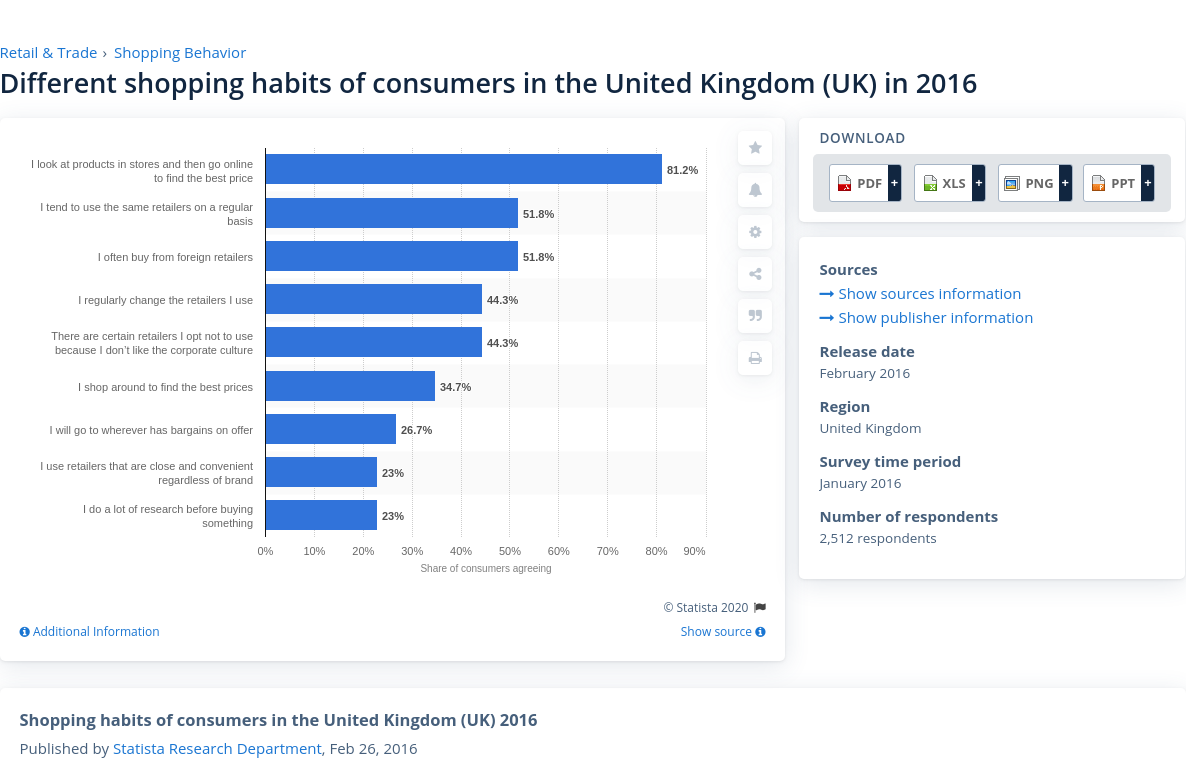 Retail & Trade › Shopping Behavior
Different shopping habits of consumers in the United Kingdom (UK) in 2016
I look at products in stores and then go online
to find the best price
81.2%
I tend to use the same retailers on a regular
basis
51.8%
I often buy from foreign retailers
51.8%
I regularly change the retailers I use
44.3%
There are certain retailers I opt not to use
because I don't like the corporate culture
44.3%
I shop around to find the best prices
34.7%
I will go to wherever has bargains on offer
26.7%
I use retailers that are close and convenient
regardless of brand
23%
I do a lot of research before buying
something
23%
0% 10% 20% 30% 40% 50% 60% 70% 80% 90%
Share of consumers agreeing
© Statista 2020
Additional Information
Show source
DOWNLOAD
PDF + XLS + PNG + PPT +
Sources
Show sources information
Show publisher information
Release date
February 2016
Region
United Kingdom
Survey time period
January 2016
Number of respondents
2,512 respondents
Shopping habits of consumers in the United Kingdom (UK) 2016
Published by Statista Research Department, Feb 26, 2016